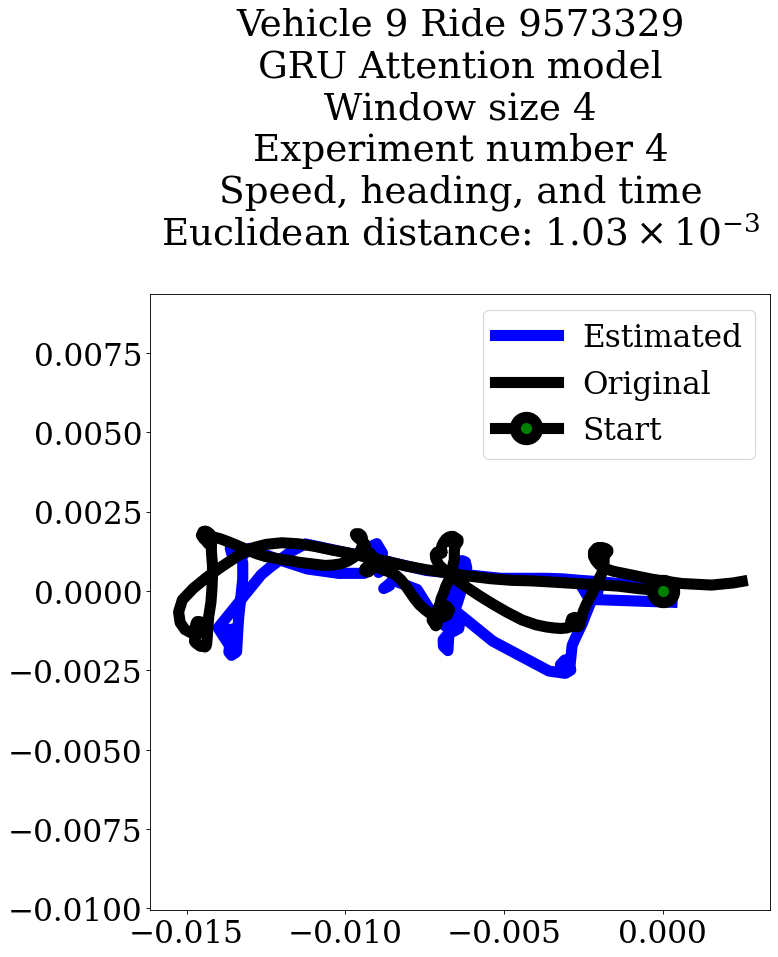 Vehicle 9 Ride 9573329
GRU Attention model
Window size 4
Experiment number 4
Speed, heading, and time
Euclidean distance: 1.03 × 10⁻³
Estimated
Original
Start
0.0075
0.0050
0.0025
0.0000
−0.0025
−0.0050
−0.0075
−0.0100
−0.015 −0.010 −0.005 0.000